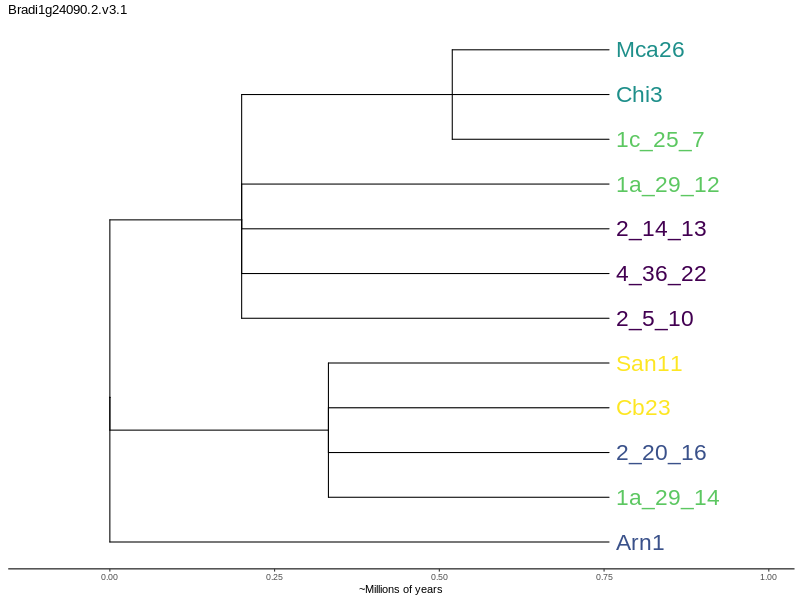 Bradi1g24090.2.v3.1
Mca26
Chi3
1c_25_7
1a_29_12
2_14_13
4_36_22
2_5_10
San11
Cb23
2_20_16
1a_29_14
Arn1
0.00 0.25 0.50 0.75 1.00
~Millions of years